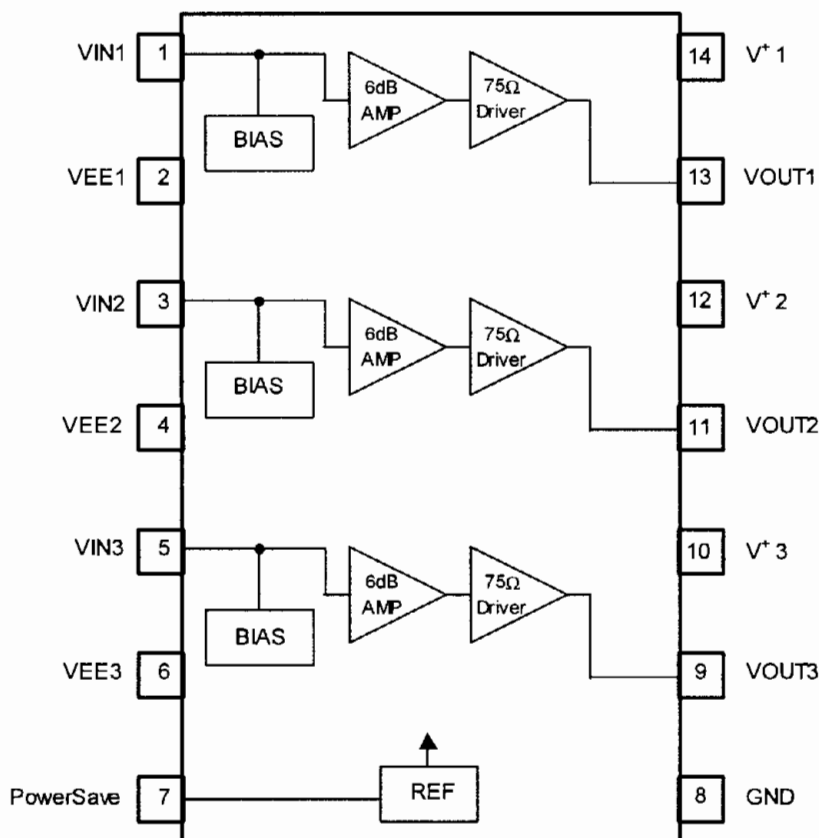 VIN1 1 14 V+1
6dB AMP
75Ω Driver
BIAS
VEE1 2 13 VOUT1
VIN2 3 12 V+2
6dB AMP
75Ω Driver
BIAS
VEE2 4 11 VOUT2
VIN3 5 10 V+3
6dB AMP
75Ω Driver
BIAS
VEE3 6 9 VOUT3
PowerSave 7 REF 8 GND